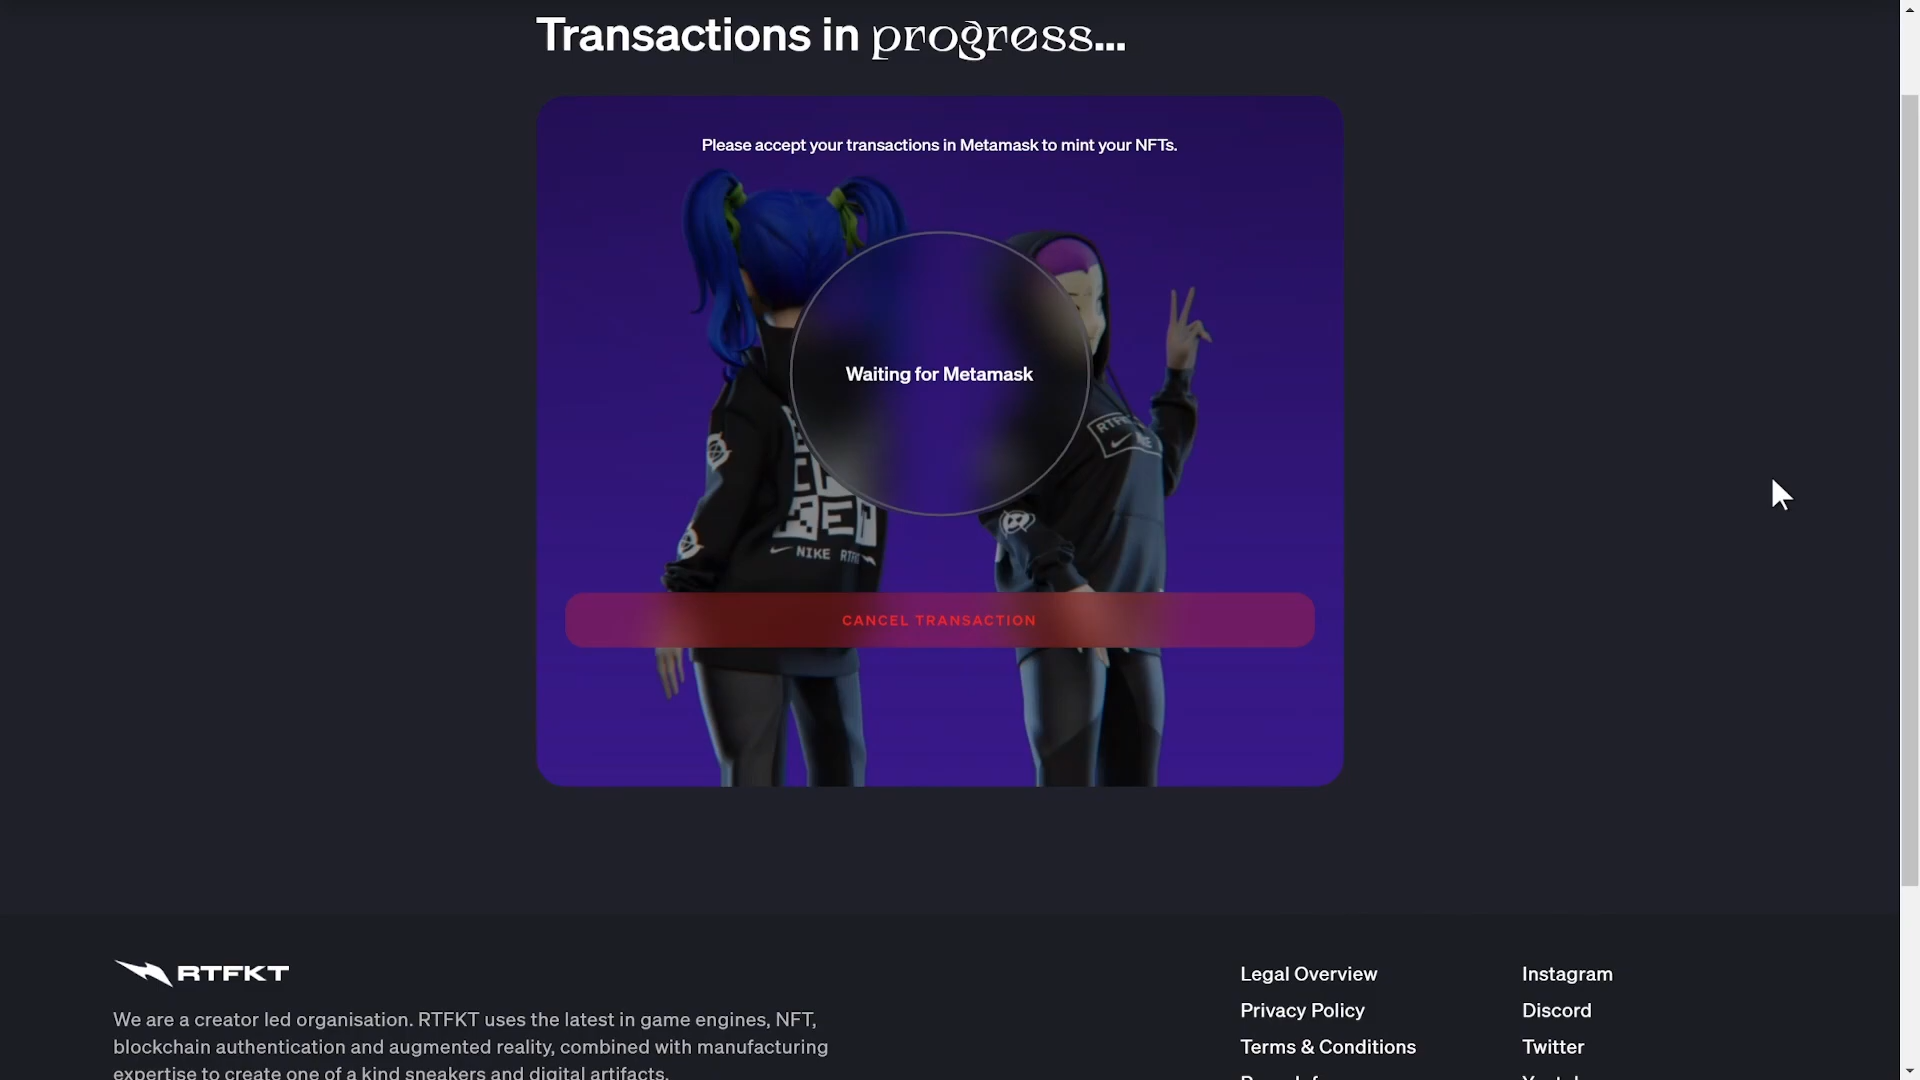 Transactions in progress...
Please accept your transactions in Metamask to mint your NFTs.
Waiting for Metamask
NIKE
CANCEL TRANSACTION
RTFKT
We are a creator led organisation. RTFKT uses the latest in game engines, NFT,
blockchain authentication and augmented reality, combined with manufacturing
expertise to create one of a kind sneakers and digital artifacts.
Legal Overview
Privacy Policy
Terms & Conditions
Instagram
Discord
Twitter